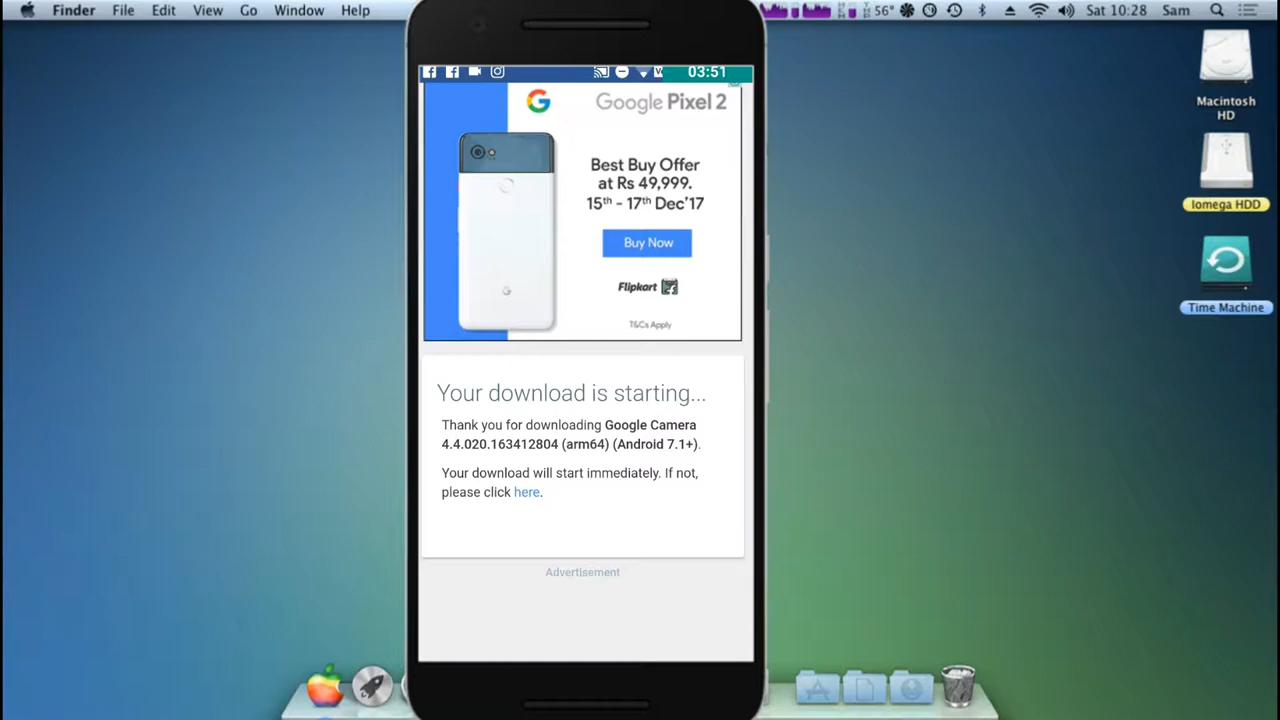 Finder File Edit View Go Window Help
56° Sat 10:28 Sam
03:51
Google Pixel 2
Best Buy Offer
at Rs 49,999.
15th - 17th Dec'17
Buy Now
Flipkart
T&Cs Apply
Your download is starting...
Thank you for downloading Google Camera
4.4.020.163412804 (arm64) (Android 7.1+).
Your download will start immediately. If not,
please click here.
Advertisement
Macintosh
HD
Iomega HDD
Time Machine